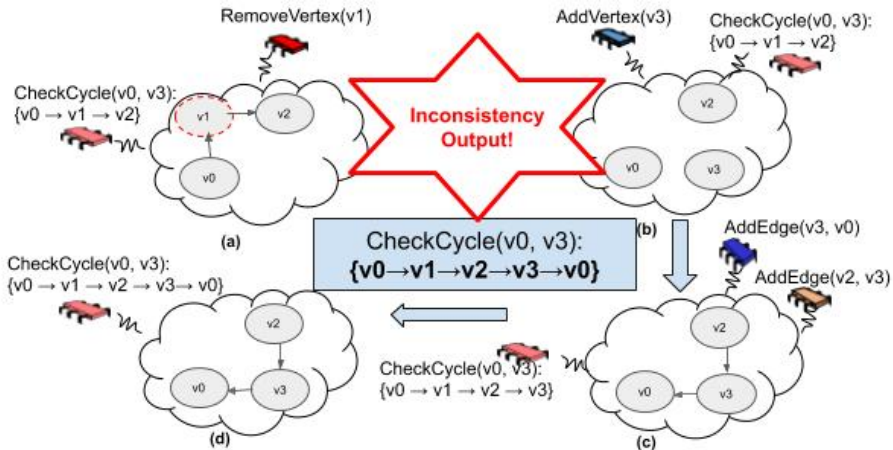 RemoveVertex(v1)
CheckCycle(v0, v3):
{v0 → v1 → v2}
v1
v2
v0
(a)
Inconsistency
Output!
AddVertex(v3)
CheckCycle(v0, v3):
{v0 → v1 → v2}
v2
v0
v3
(b)
CheckCycle(v0, v3):
{v0→v1→v2→v3→v0}
AddEdge(v3, v0)
AddEdge(v2, v3)
v2
v0
v3
(c)
CheckCycle(v0, v3):
{v0 → v1 → v2 → v3}
CheckCycle(v0, v3):
{v0 → v1 → v2 → v3→ v0}
v2
v0
v3
(d)